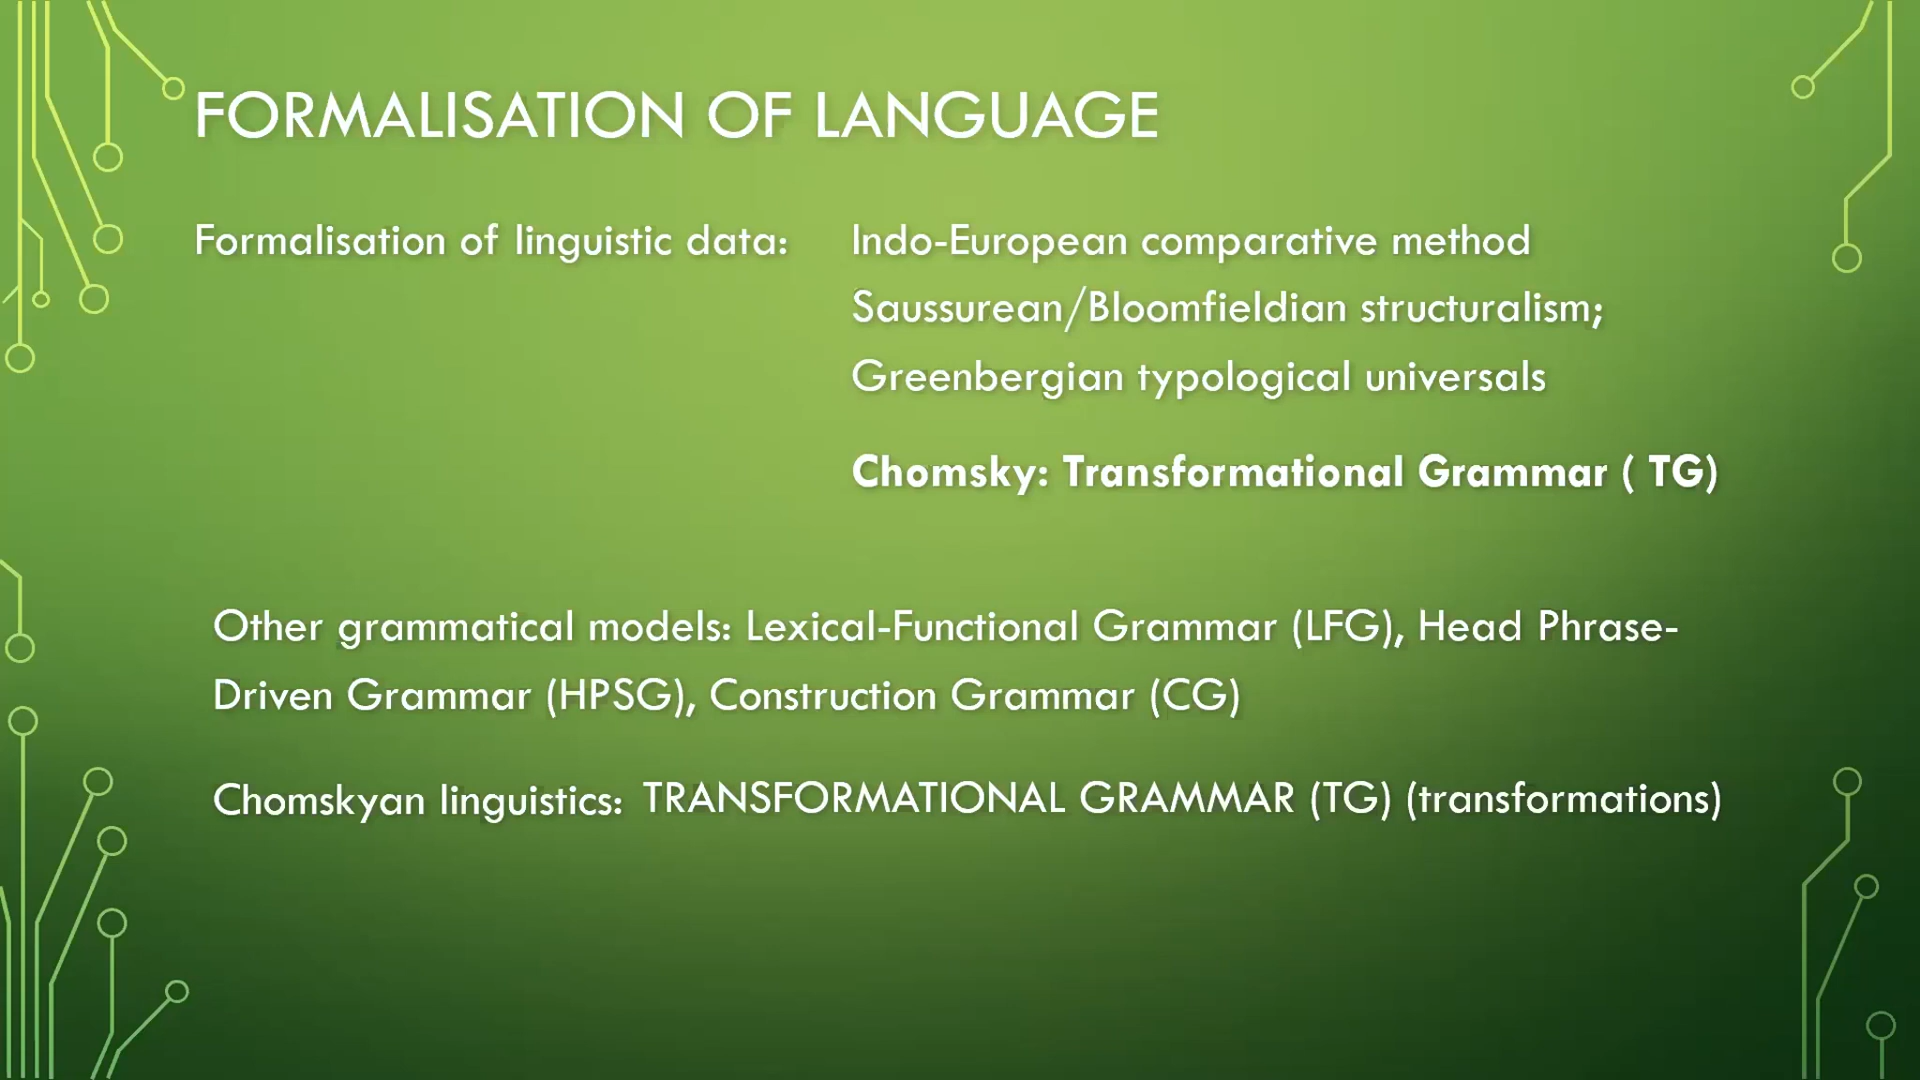 FORMALISATION OF LANGUAGE
Formalisation of linguistic data: Indo-European comparative method
Saussurean/Bloomfieldian structuralism;
Greenbergian typological universals
Chomsky: Transformational Grammar ( TG)
Other grammatical models: Lexical-Functional Grammar (LFG), Head Phrase-
Driven Grammar (HPSG), Construction Grammar (CG)
Chomskyan linguistics: TRANSFORMATIONAL GRAMMAR (TG) (transformations)